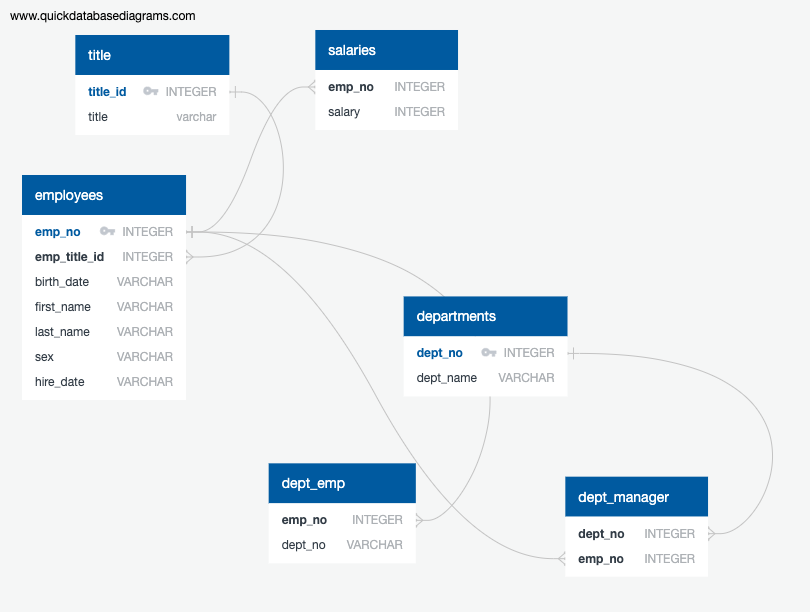 www.quickdatabasediagrams.com
title
title_id INTEGER
title varchar
salaries
emp_no INTEGER
salary INTEGER
employees
emp_no INTEGER
emp_title_id INTEGER
birth_date VARCHAR
first_name VARCHAR
last_name VARCHAR
sex VARCHAR
hire_date VARCHAR
departments
dept_no INTEGER
dept_name VARCHAR
dept_emp
emp_no INTEGER
dept_no VARCHAR
dept_manager
dept_no INTEGER
emp_no INTEGER